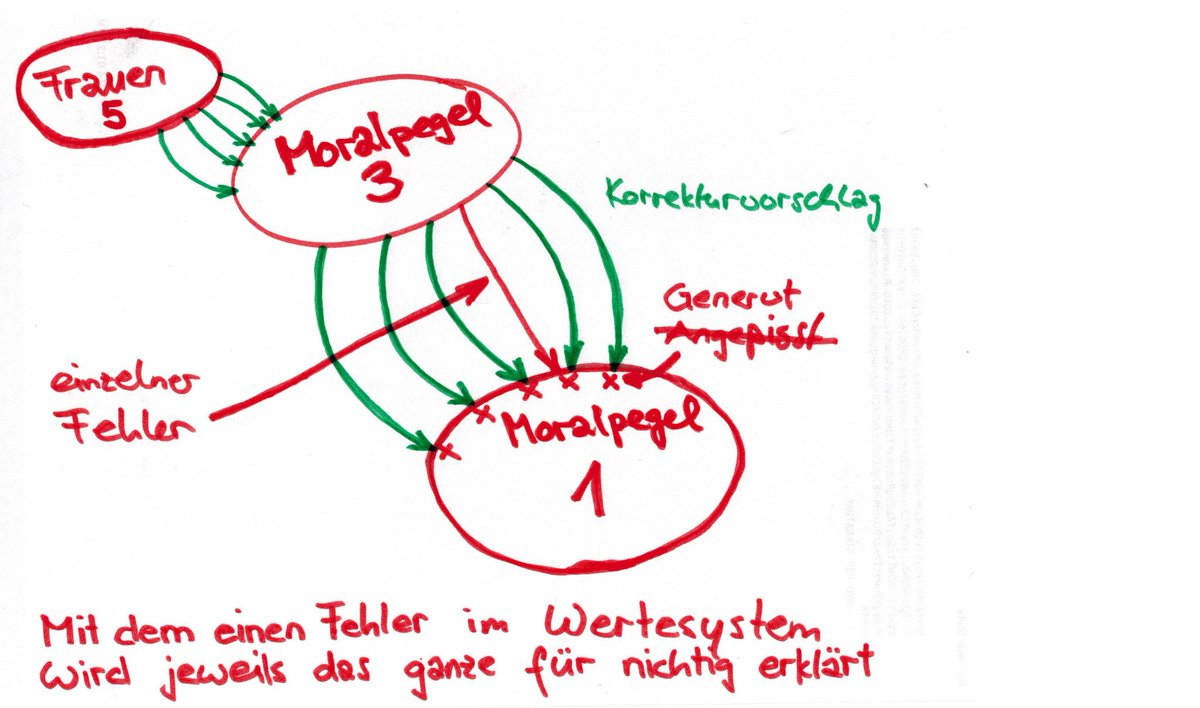 Frauen
5
Moralpegel
3
Korrekturvorschlag
Genervt
Angepisst
einzelner
Fehler
Moralpegel
1
Mit dem einen Fehler im Wertesystem
wird jeweils das ganze für nichtig erklärt